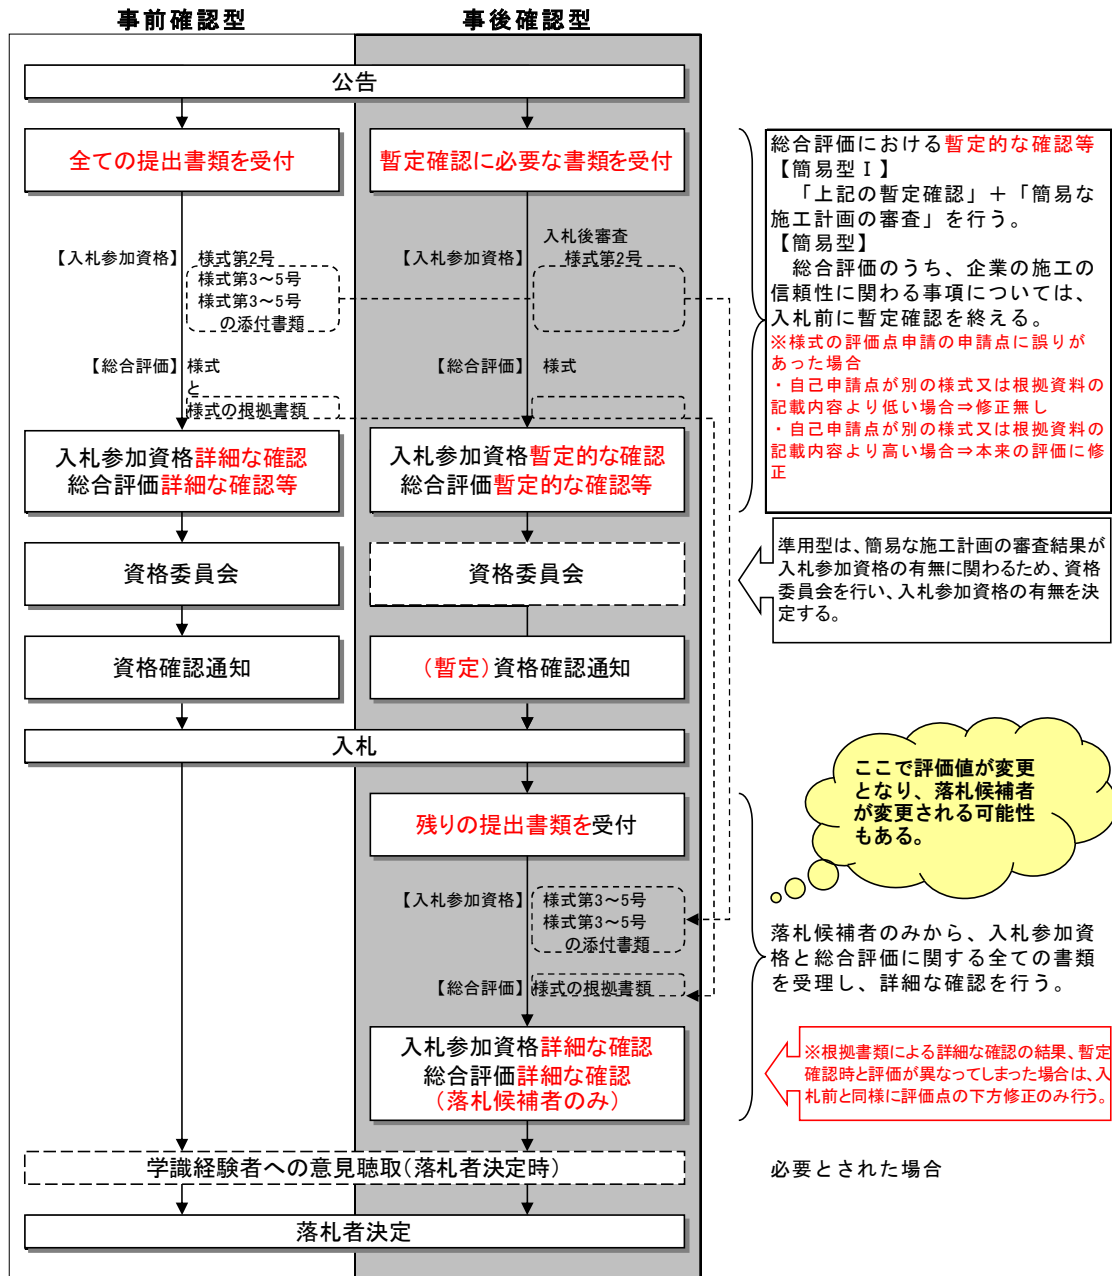 事前確認型
事後確認型
公告
全ての提出書類を受付
暫定確認に必要な書類を受付
【入札参加資格】
様式第2号
様式第3～5号
様式第3～5号
の添付書類
入札後審査
【入札参加資格】
様式第2号
【総合評価】
様式
と
様式の根拠書類
【総合評価】
様式
入札参加資格詳細な確認
総合評価詳細な確認等
入札参加資格暫定的な確認
総合評価暫定的な確認等
総合評価における暫定的な確認等
【簡易型Ⅰ】
「上記の暫定確認」＋「簡易な
施工計画の審査」を行う。
【簡易型】
総合評価のうち、企業の施工の
信頼性に関わる事項については、
入札前に暫定確認を終える。
※様式の評価点申請の申請点に誤りが
あった場合
・自己申請点が別の様式又は根拠資料の
記載内容より低い場合⇒修正無し
・自己申請点が別の様式又は根拠資料の
記載内容より高い場合⇒本来の評価に修
正
資格委員会
資格委員会
準用型は、簡易な施工計画の審査結果が
入札参加資格の有無に関わるため、資格
委員会を行い、入札参加資格の有無を決
定する。
資格確認通知
（暫定）資格確認通知
入札
残りの提出書類を受付
ここで評価値が変更
となり、落札候補者
が変更される可能性
もある。
【入札参加資格】
様式第3～5号
様式第3～5号
の添付書類
【総合評価】
様式の根拠書類
落札候補者のみから、入札参加資
格と総合評価に関する全ての書類
を受理し、詳細な確認を行う。
入札参加資格詳細な確認
総合評価詳細な確認
（落札候補者のみ）
※根拠書類による詳細な確認の結果、暫定
確認時と評価が異なってしまった場合は、入
札前と同様に評価点の下方修正のみ行う。
学識経験者への意見聴取（落札者決定時）
必要とされた場合
落札者決定